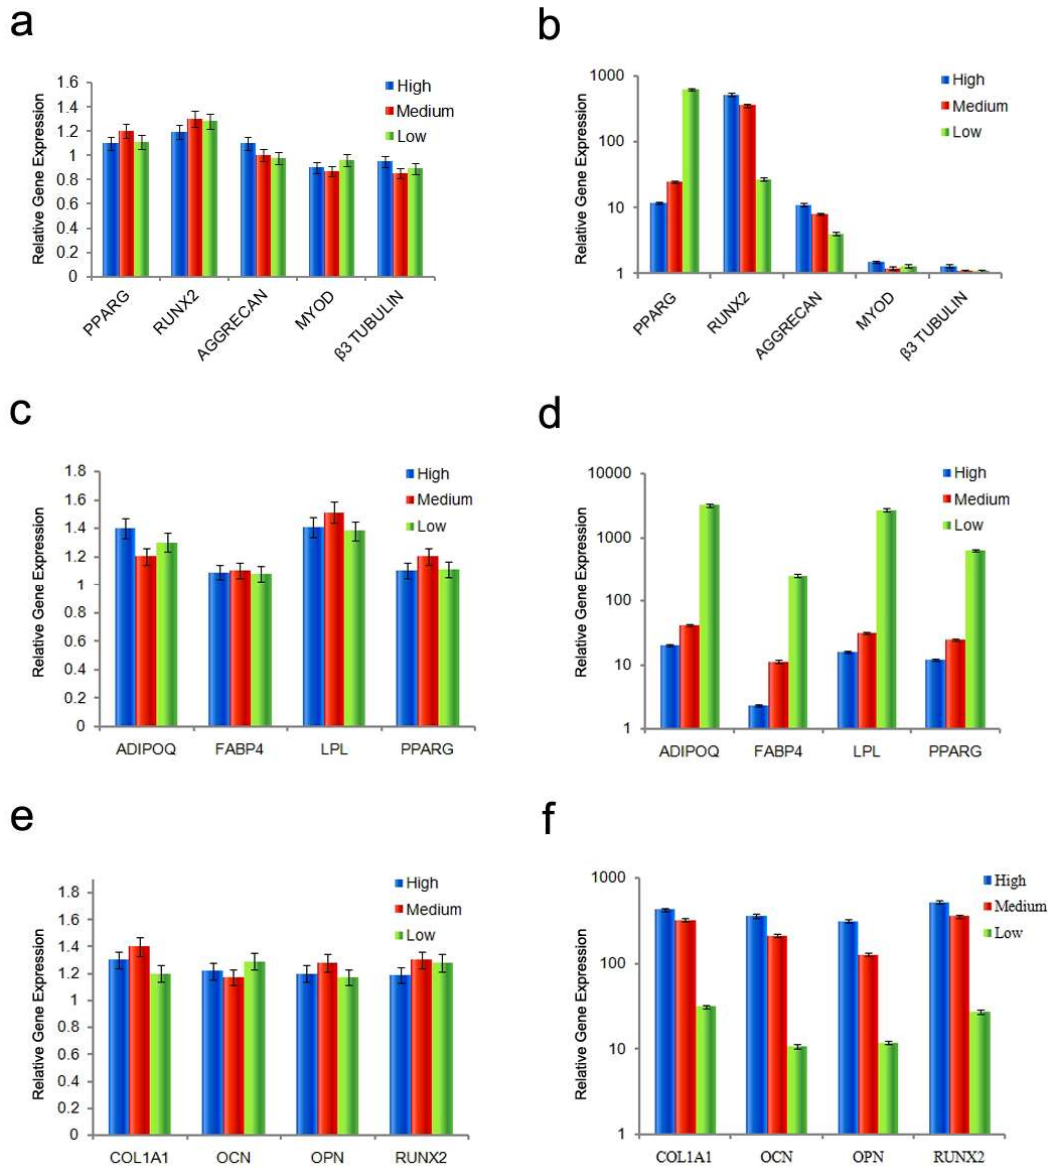 a
Relative Gene Expression
1.6
1.4
1.2
1
0.8
0.6
0.4
0.2
0
High
Medium
Low
PPARG
RUNX2
AGGRECAN
MYOD
β3 TUBULIN
b
Relative Gene Expression
1000
100
10
1
High
Medium
Low
PPARG
RUNX2
AGGRECAN
MYOD
β3 TUBULIN
c
Relative Gene Expression
1.8
1.6
1.4
1.2
1
0.8
0.6
0.4
0.2
0
High
Medium
Low
ADIPOQ FABP4 LPL PPARG
d
Relative Gene Expression
10000
1000
100
10
1
High
Medium
Low
ADIPOQ FABP4 LPL PPARG
e
Relative Gene Expression
1.8
1.6
1.4
1.2
1
0.8
0.6
0.4
0.2
0
High
Medium
Low
COL1A1 OCN OPN RUNX2
f
Relative Gene Expression
1000
100
10
1
High
Medium
Low
COL1A1 OCN OPN RUNX2